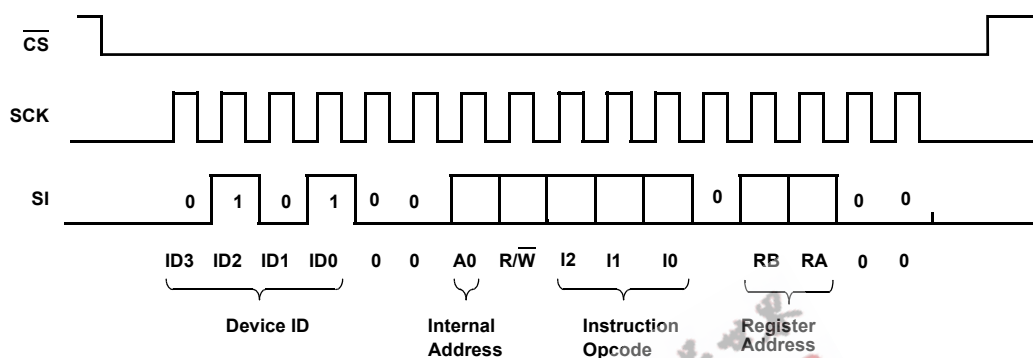 CS
SCK
SI
0 1 0 1 0 0 0 0 0
ID3 ID2 ID1 ID0 0 0 A0 R/W I2 I1 I0 RB RA 0 0
Device ID
Internal
Address
Instruction
Opcode
Register
Address